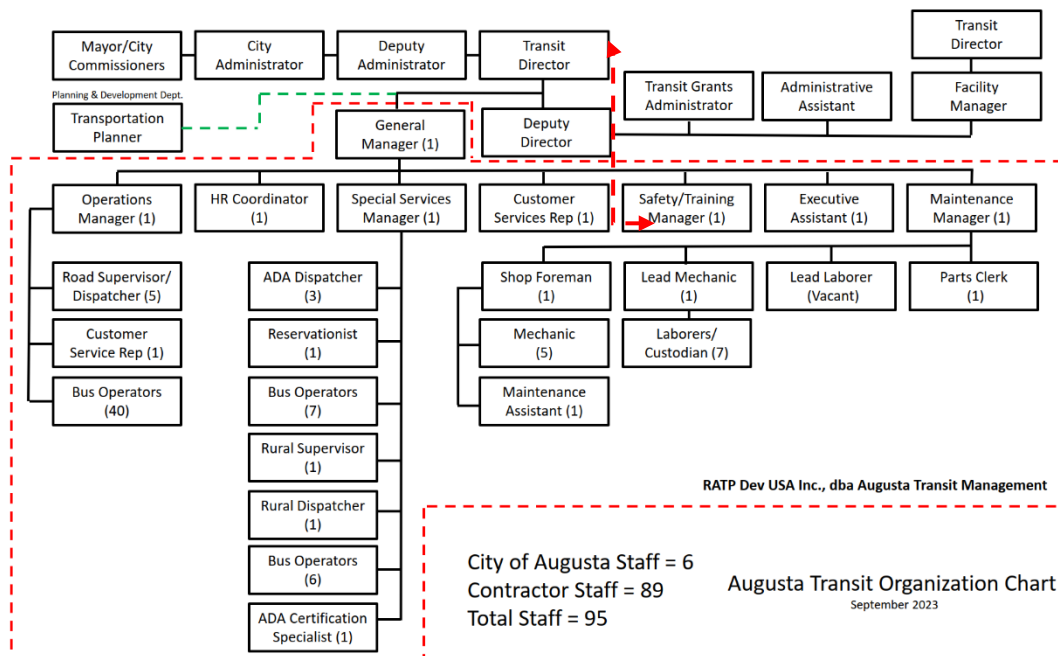 Mayor/City
Commissioners
City
Administrator
Deputy
Administrator
Transit
Director
Transit
Director
Planning & Development Dept.
Transportation
Planner
General
Manager (1)
Deputy
Director
Transit Grants
Administrator
Administrative
Assistant
Facility
Manager
Operations
Manager (1)
HR Coordinator
(1)
Special Services
Manager (1)
Customer
Services Rep (1)
Safety/Training
Manager (1)
Executive
Assistant (1)
Maintenance
Manager (1)
Road Supervisor/
Dispatcher (5)
Customer
Service Rep (1)
Bus Operators
(40)
ADA Dispatcher
(3)
Reservationist
(1)
Bus Operators
(7)
Rural Supervisor
(1)
Rural Dispatcher
(1)
Bus Operators
(6)
ADA Certification
Specialist (1)
Shop Foreman
(1)
Mechanic
(5)
Maintenance
Assistant (1)
Lead Mechanic
(1)
Laborers/
Custodian (7)
Lead Laborer
(Vacant)
Parts Clerk
(1)
RATP Dev USA Inc., dba Augusta Transit Management
City of Augusta Staff = 6
Contractor Staff = 89
Total Staff = 95
Augusta Transit Organization Chart
September 2023